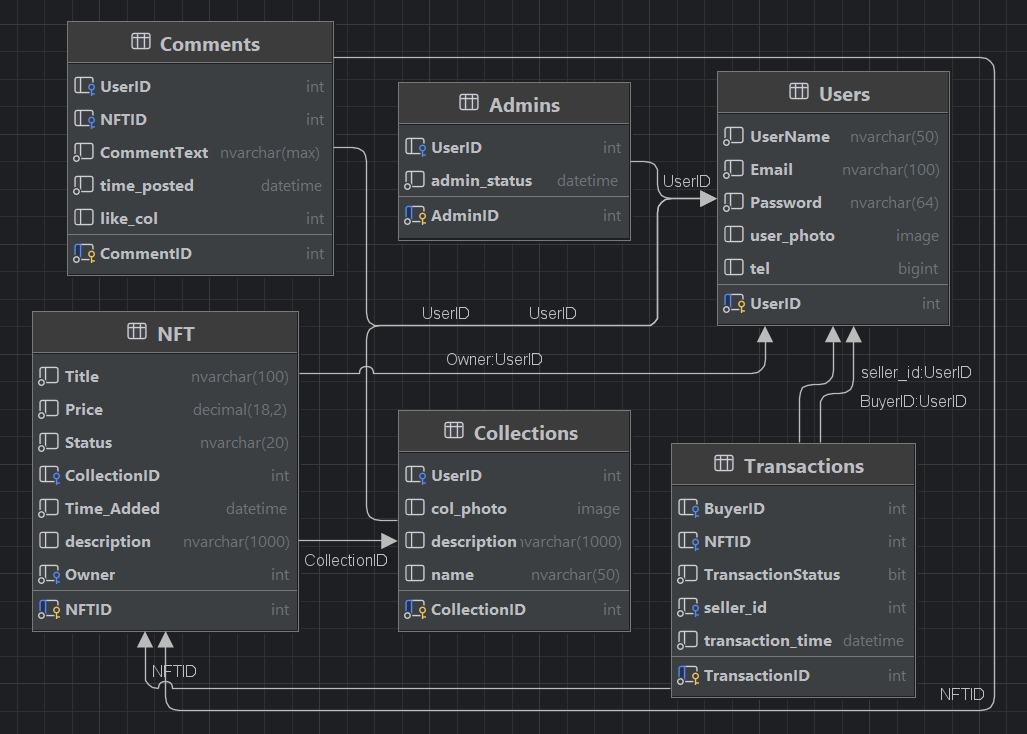 Comments
UserID int
NFTID int
CommentText nvarchar(max)
time_posted datetime
like_col int
CommentID int
Admins
UserID int
admin_status datetime
AdminID int
Users
UserName nvarchar(50)
Email nvarchar(100)
Password nvarchar(64)
user_photo image
tel bigint
UserID int
UserID
UserID
UserID
NFT
Title nvarchar(100)
Price decimal(18,2)
Status nvarchar(20)
CollectionID int
Time_Added datetime
description nvarchar(1000)
Owner int
NFTID int
Owner:UserID
seller_id:UserID
BuyerID:UserID
Collections
UserID int
col_photo image
description nvarchar(1000)
name nvarchar(50)
CollectionID int
CollectionID
Transactions
BuyerID int
NFTID int
TransactionStatus bit
seller_id int
transaction_time datetime
TransactionID int
NFTID
NFTID